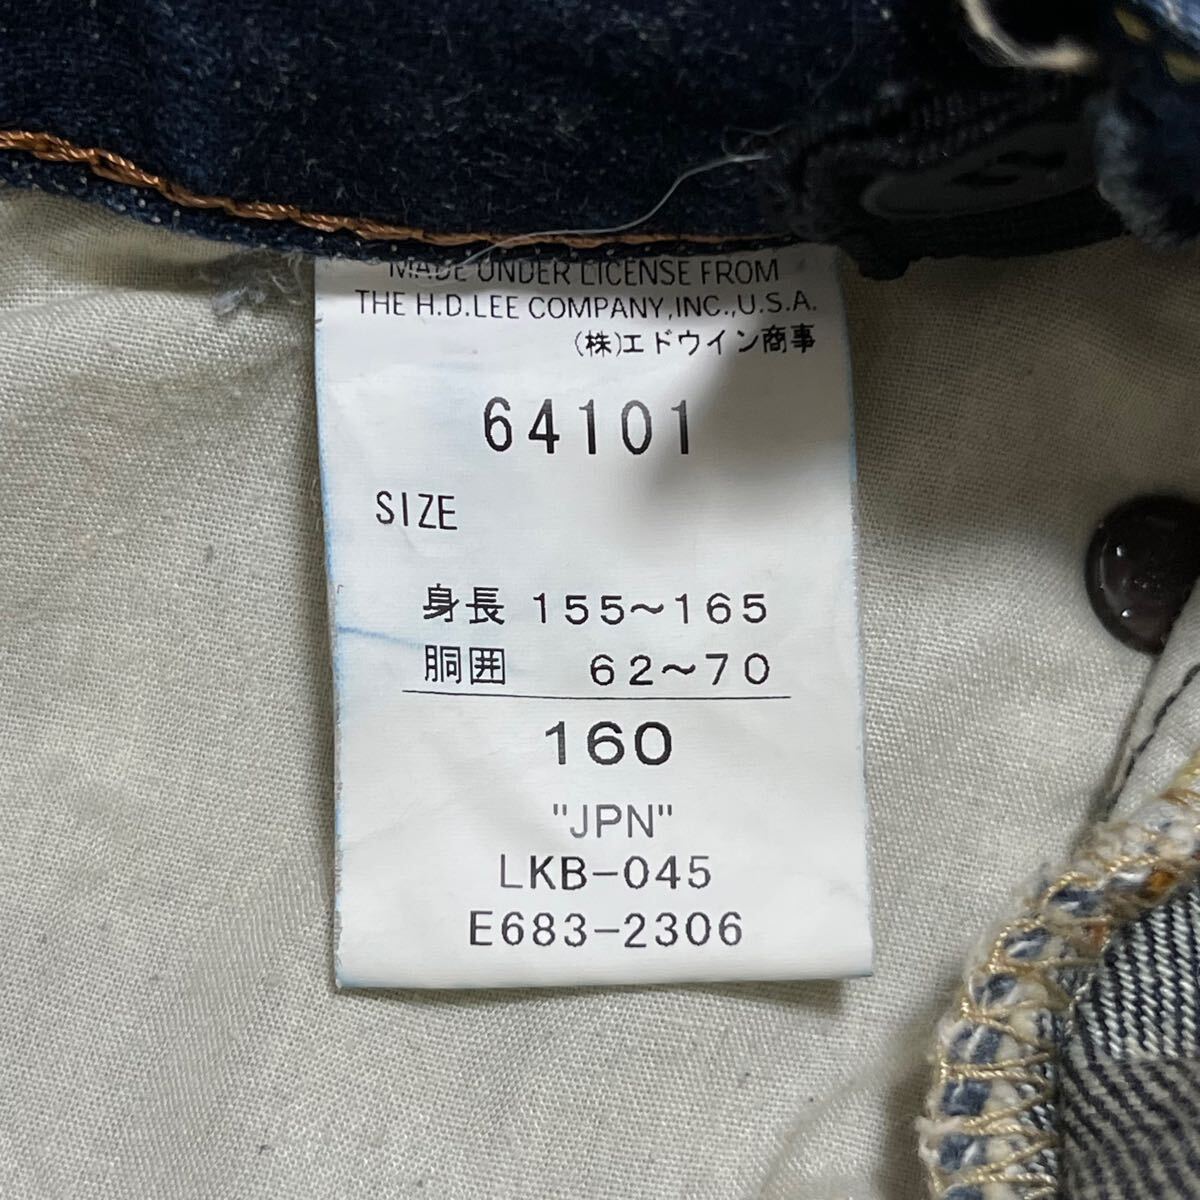 MADE UNDER LICENSE FROM
THE H.D.LEE COMPANY,INC.,U.S.A.
(株)エドウイン商事
64101
SIZE
身長 155〜165
胴囲 62〜70
160
"JPN"
LKB-045
E683-2306